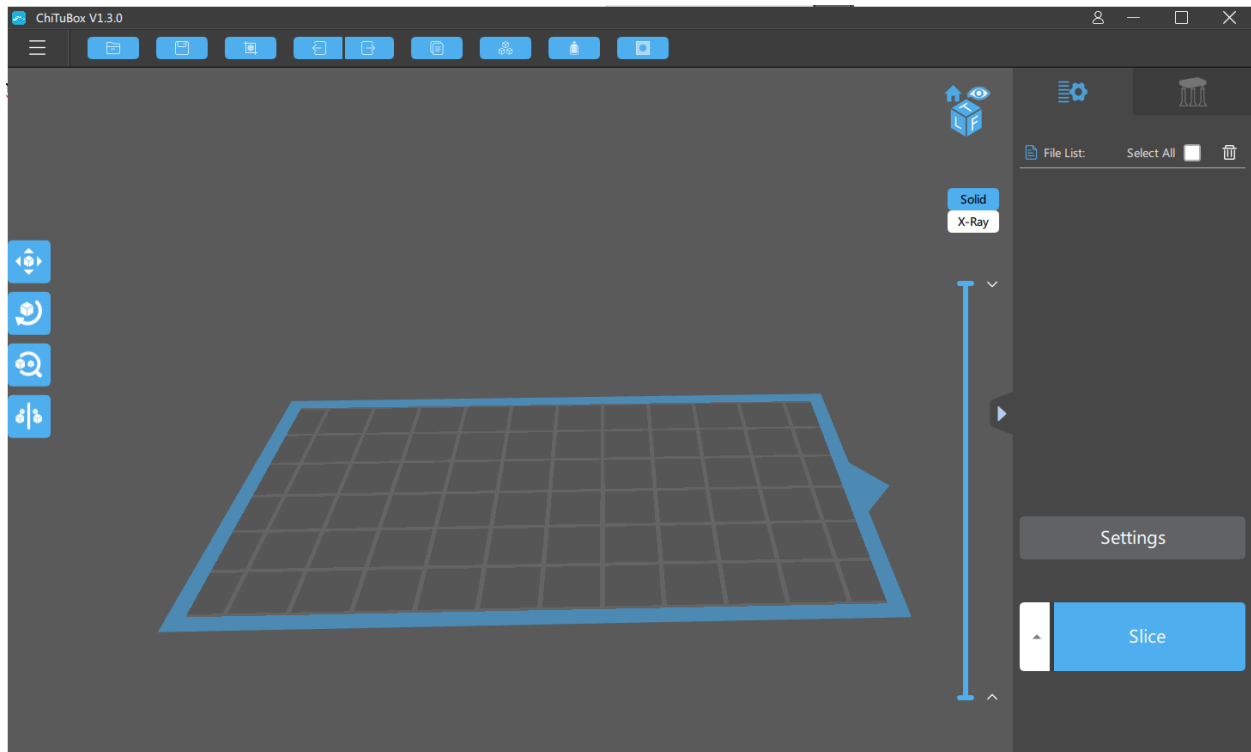 ChiTuBox V1.3.0
T
L F
File List: Select All
Solid
X-Ray
Settings
Slice